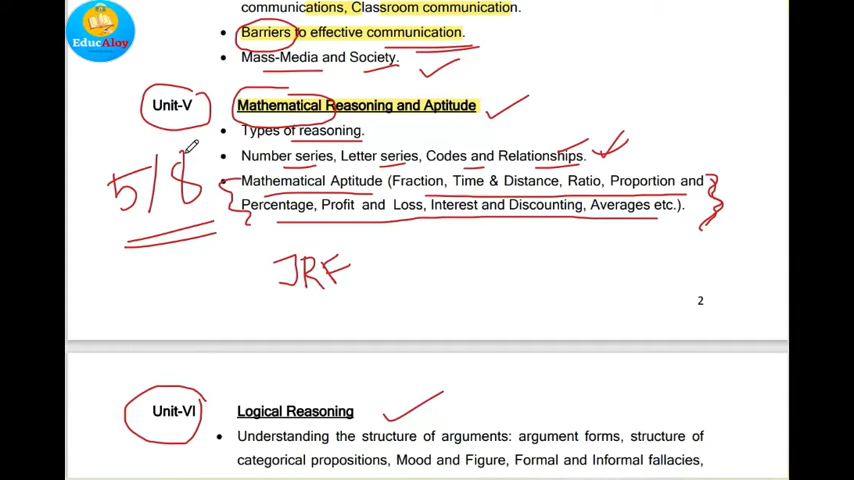 EducAloy
communications, Classroom communication.
• Barriers to effective communication.
• Mass-Media and Society.
Unit-V Mathematical Reasoning and Aptitude
• Types of reasoning.
• Number series, Letter series, Codes and Relationships.
• Mathematical Aptitude (Fraction, Time & Distance, Ratio, Proportion and
Percentage, Profit and Loss, Interest and Discounting, Averages etc.).
5/8
JRF
2
Unit-VI Logical Reasoning
• Understanding the structure of arguments: argument forms, structure of
categorical propositions, Mood and Figure, Formal and Informal fallacies,